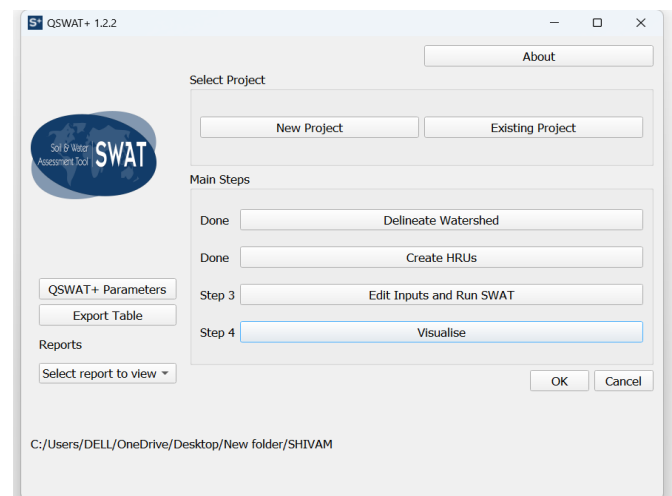 QSWAT+ 1.2.2
About
Select Project
New Project Existing Project
Soil & Water
Assessment Tool SWAT
Main Steps
Done Delineate Watershed
Done Create HRUs
QSWAT+ Parameters
Step 3 Edit Inputs and Run SWAT
Export Table
Step 4 Visualise
Reports
Select report to view
OK Cancel
C:/Users/DELL/OneDrive/Desktop/New folder/SHIVAM